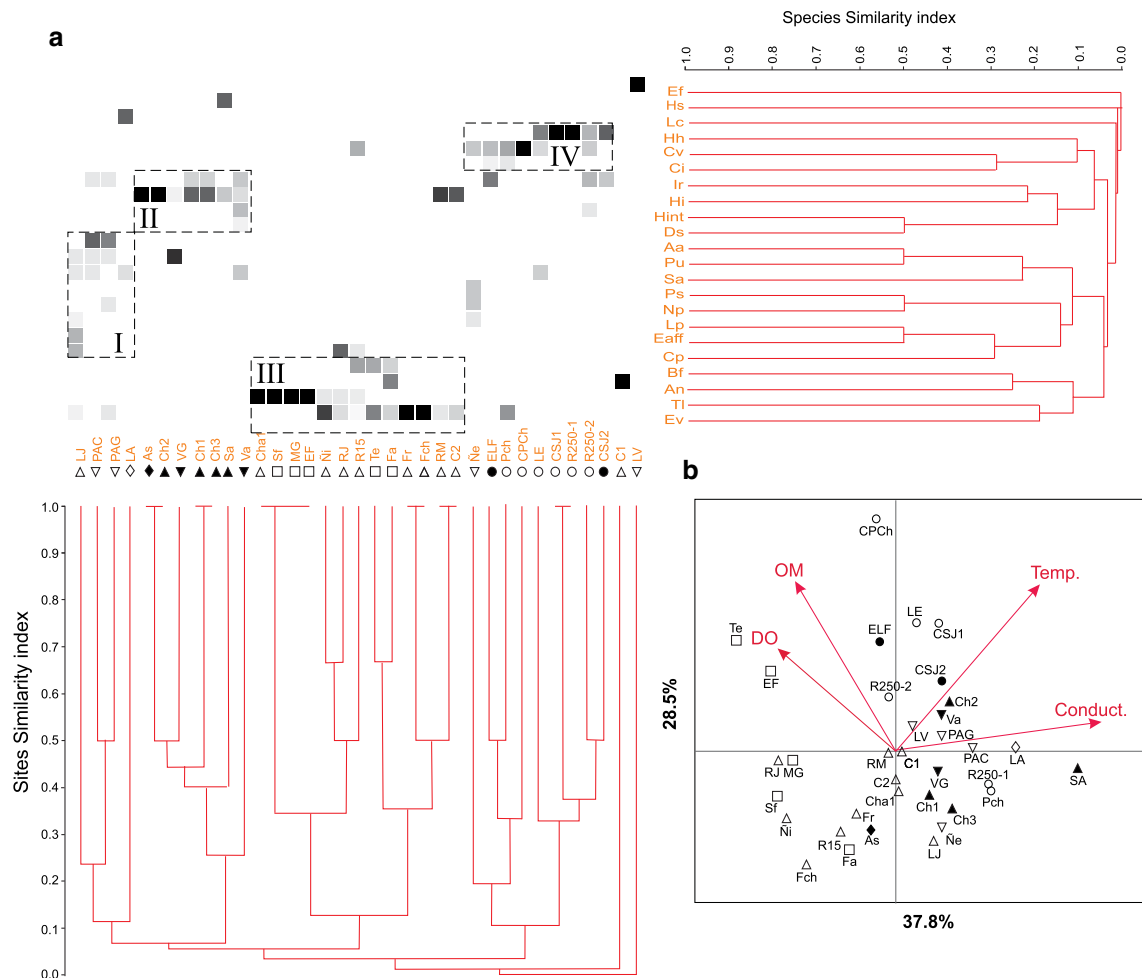 Species Similarity index
a
1.0
0.9
0.8
0.7
0.6
0.5
0.4
0.3
0.2
0.1
0.0
Ef
Hs
Lc
Hh
Cv
Ci
Ir
Hi
Hint
Ds
Aa
Pu
Sa
Ps
Np
Lp
Eaff
Cp
Bf
An
Tl
Ev
IV
II
I
III
LJ
PAC
PAG
LA
As
Ch2
VG
Ch1
Ch3
Sa
Va
Cha1
Sf
MG
EF
Ñi
RJ
R15
Te
Fa
Fr
Fch
RM
C2
Ñe
ELF
Pch
CPCh
LE
CSJ1
R250-1
R250-2
CSJ2
C1
LV
Sites Similarity index
1.0
0.9
0.8
0.7
0.6
0.5
0.4
0.3
0.2
0.1
0.0
b
CPCh
OM
Temp.
LE
Te
ELF
CSJ1
DO
EF
CSJ2
R250-2
Ch2
Va
Conduct.
LV
PAG
RM
C1
PAC
LA
RJ
MG
C2
VG
R250-1
SA
Sf
Cha1
Ch1
Pch
Ñi
Fr
Ch3
R15
As
LJ
Ñe
Fch
Fa
28.5%
37.8%